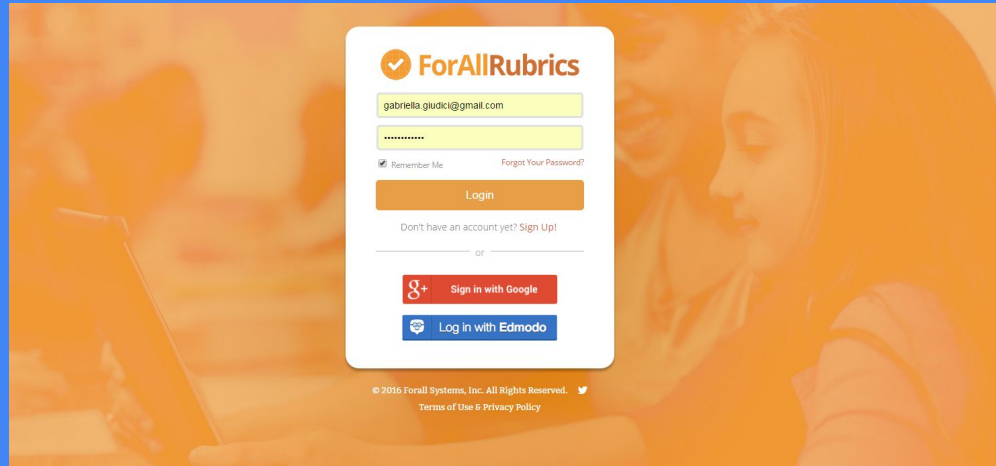 ForAllRubrics
gabriella.giudici@gmail.com
••••••••••••
Remember Me Forgot Your Password?
Login
Don't have an account yet? Sign Up!
or
g+ Sign in with Google
Log in with Edmodo
© 2016 Forall Systems, Inc. All Rights Reserved.
Terms of Use & Privacy Policy